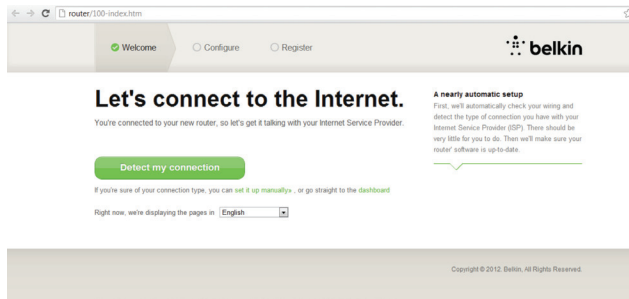 router/100-index.htm
Welcome
Configure
Register
belkin
Let's connect to the Internet.
You're connected to your new router, so let's get it talking with your Internet Service Provider.
Detect my connection
If you're sure of your connection type, you can set it up manually» , or go straight to the dashboard
Right now, we're displaying the pages in English
A nearly automatic setup
First, we'll automatically check your wiring and
detect the type of connection you have with your
Internet Service Provider (ISP). There should be
very little for you to do. Then we'll make sure your
router' software is up-to-date.
Copyright © 2012. Belkin. All Rights Reserved.